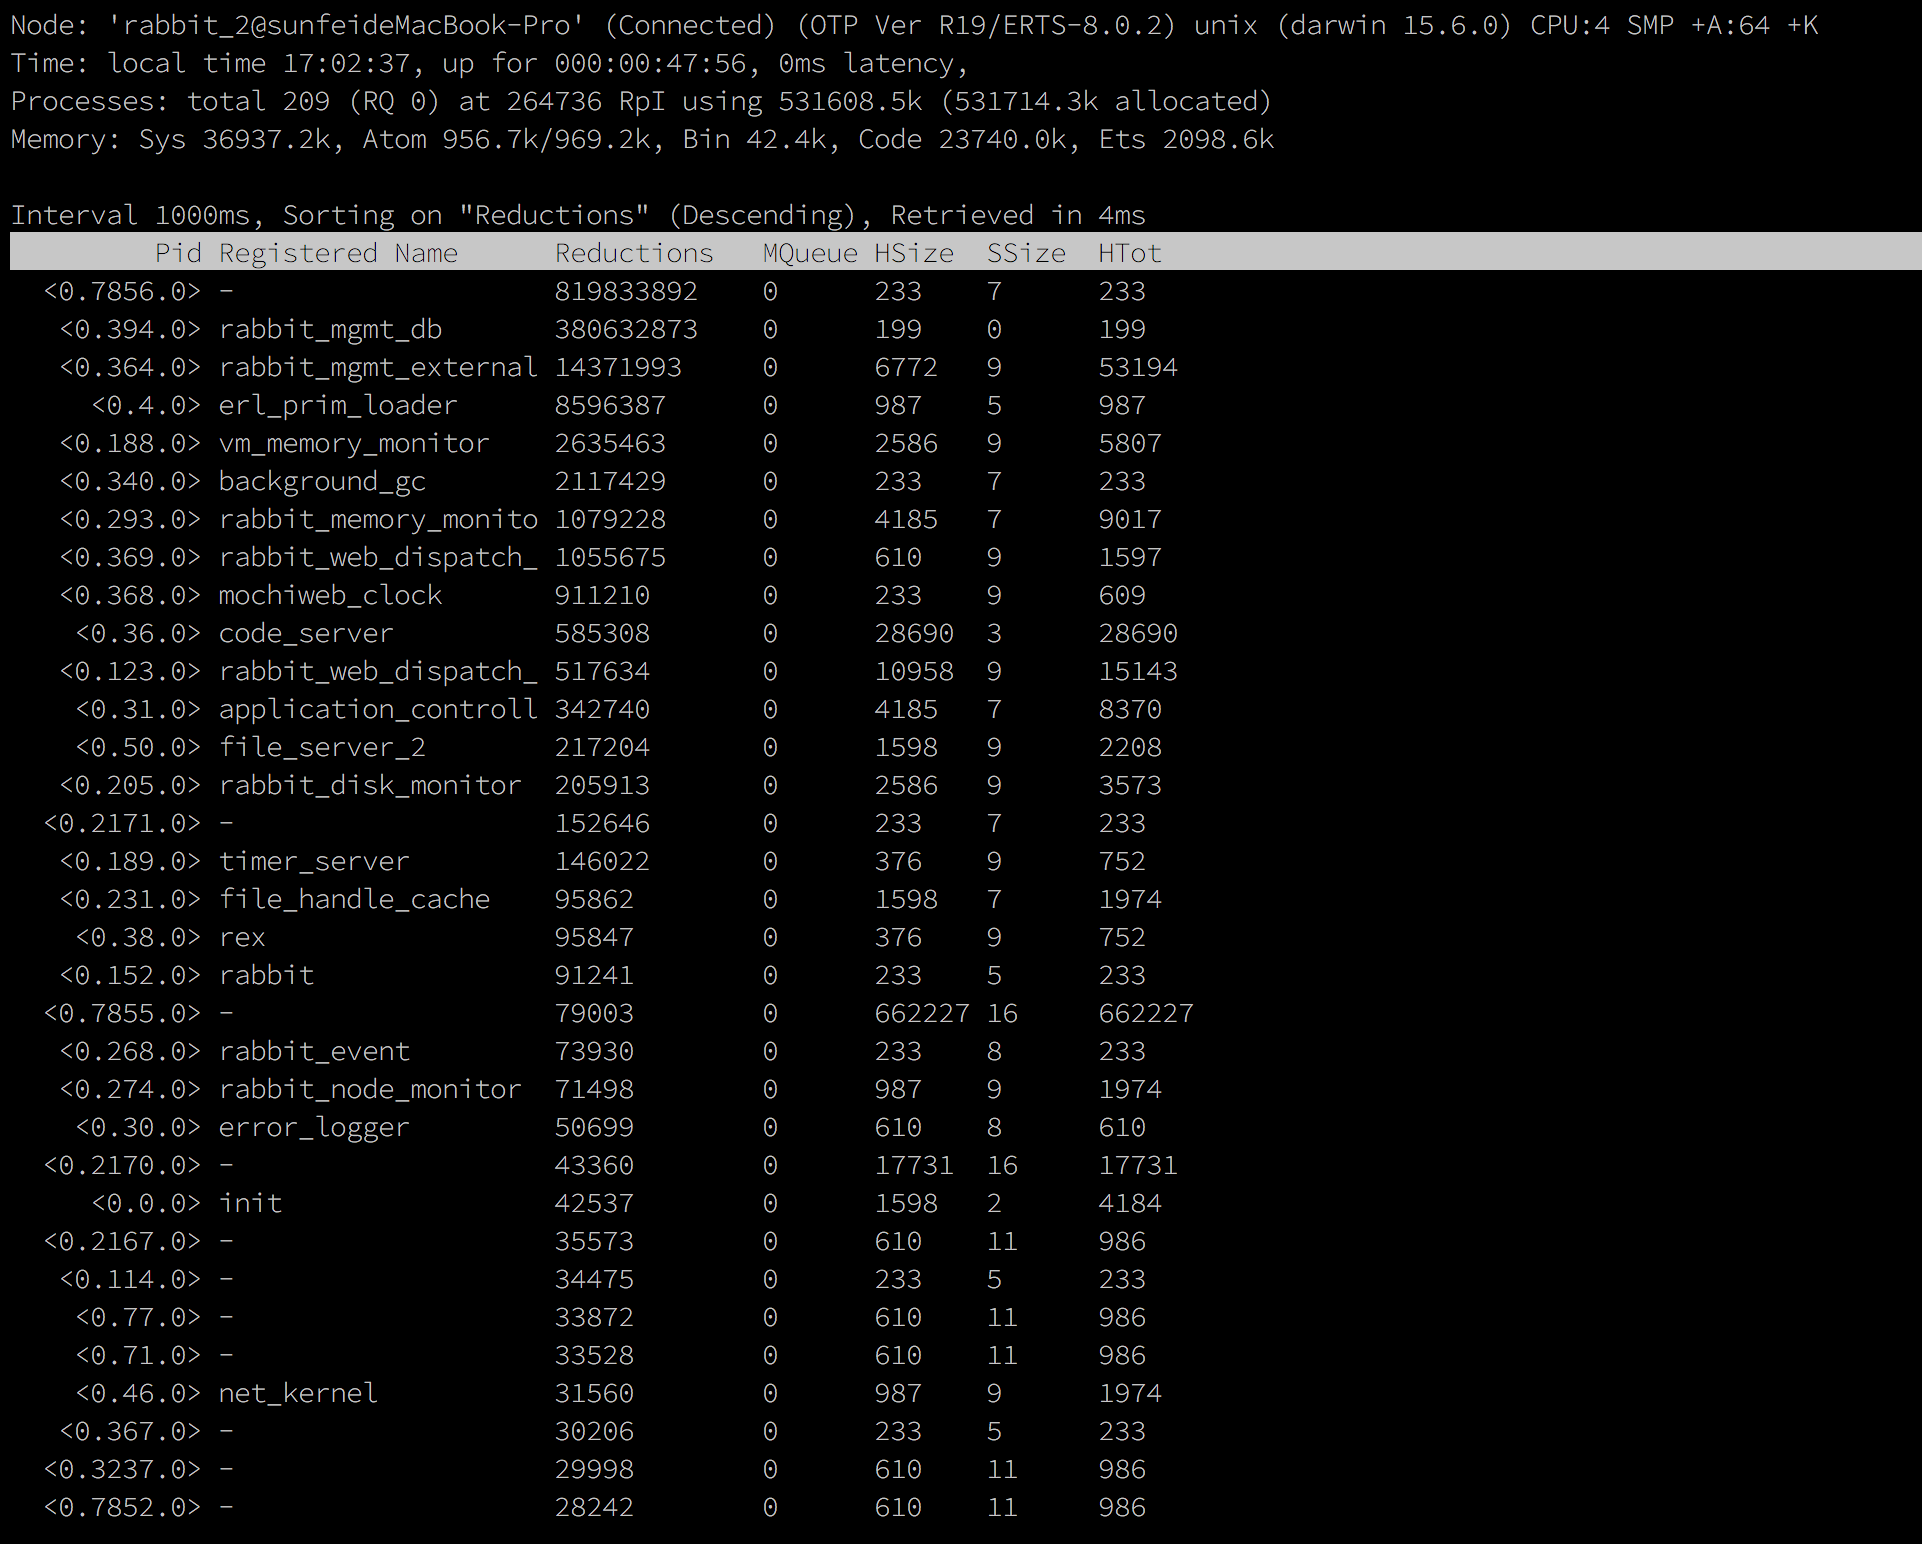 Node: 'rabbit_2@sunfeideMacBook-Pro' (Connected) (OTP Ver R19/ERTS-8.0.2) unix (darwin 15.6.0) CPU:4 SMP +A:64 +K
Time: local time 17:02:37, up for 000:00:47:56, 0ms latency,
Processes: total 209 (RQ 0) at 264736 RpI using 531608.5k (531714.3k allocated)
Memory: Sys 36937.2k, Atom 956.7k/969.2k, Bin 42.4k, Code 23740.0k, Ets 2098.6k
Interval 1000ms, Sorting on "Reductions" (Descending), Retrieved in 4ms
Pid Registered Name Reductions MQueue HSize SSize HTot
<0.7856.0> - 819833892 0 233 7 233
<0.394.0> rabbit_mgmt_db 380632873 0 199 0 199
<0.364.0> rabbit_mgmt_external 14371993 0 6772 9 53194
<0.4.0> erl_prim_loader 8596387 0 987 5 987
<0.188.0> vm_memory_monitor 2635463 0 2586 9 5807
<0.340.0> background_gc 2117429 0 233 7 233
<0.293.0> rabbit_memory_monito 1079228 0 4185 7 9017
<0.369.0> rabbit_web_dispatch_ 1055675 0 610 9 1597
<0.368.0> mochiweb_clock 911210 0 233 9 609
<0.36.0> code_server 585308 0 28690 3 28690
<0.123.0> rabbit_web_dispatch_ 517634 0 10958 9 15143
<0.31.0> application_controll 342740 0 4185 7 8370
<0.50.0> file_server_2 217204 0 1598 9 2208
<0.205.0> rabbit_disk_monitor 205913 0 2586 9 3573
<0.2171.0> - 152646 0 233 7 233
<0.189.0> timer_server 146022 0 376 9 752
<0.231.0> file_handle_cache 95862 0 1598 7 1974
<0.38.0> rex 95847 0 376 9 752
<0.152.0> rabbit 91241 0 233 5 233
<0.7855.0> - 79003 0 662227 16 662227
<0.268.0> rabbit_event 73930 0 233 8 233
<0.274.0> rabbit_node_monitor 71498 0 987 9 1974
<0.30.0> error_logger 50699 0 610 8 610
<0.2170.0> - 43360 0 17731 16 17731
<0.0.0> init 42537 0 1598 2 4184
<0.2167.0> - 35573 0 610 11 986
<0.114.0> - 34475 0 233 5 233
<0.77.0> - 33872 0 610 11 986
<0.71.0> - 33528 0 610 11 986
<0.46.0> net_kernel 31560 0 987 9 1974
<0.367.0> - 30206 0 233 5 233
<0.3237.0> - 29998 0 610 11 986
<0.7852.0> - 28242 0 610 11 986